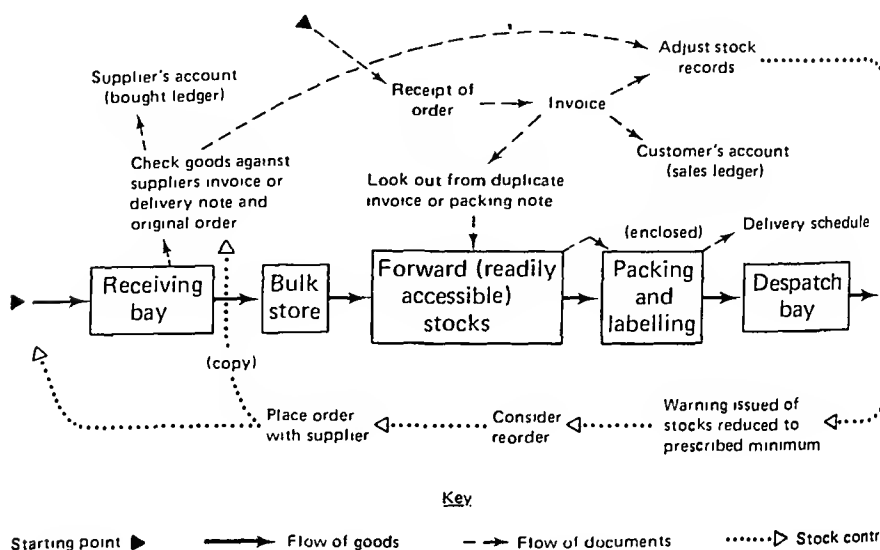 Adjust stock
records
Supplier's account
(bought ledger)
Receipt of
order
Invoice
Check goods against
suppliers invoice or
delivery note and
original order
Customer's account
(sales ledger)
Look out from duplicate
invoice or packing note
(enclosed)
Delivery schedule
Receiving
bay
Bulk
store
Forward (readily
accessible)
stocks
Packing
and
labelling
Despatch
bay
(copy)
Place order
with supplier
Consider
reorder
Warning issued of
stocks reduced to
prescribed minimum
Key
Starting point
Flow of goods
Flow of documents
Stock contr